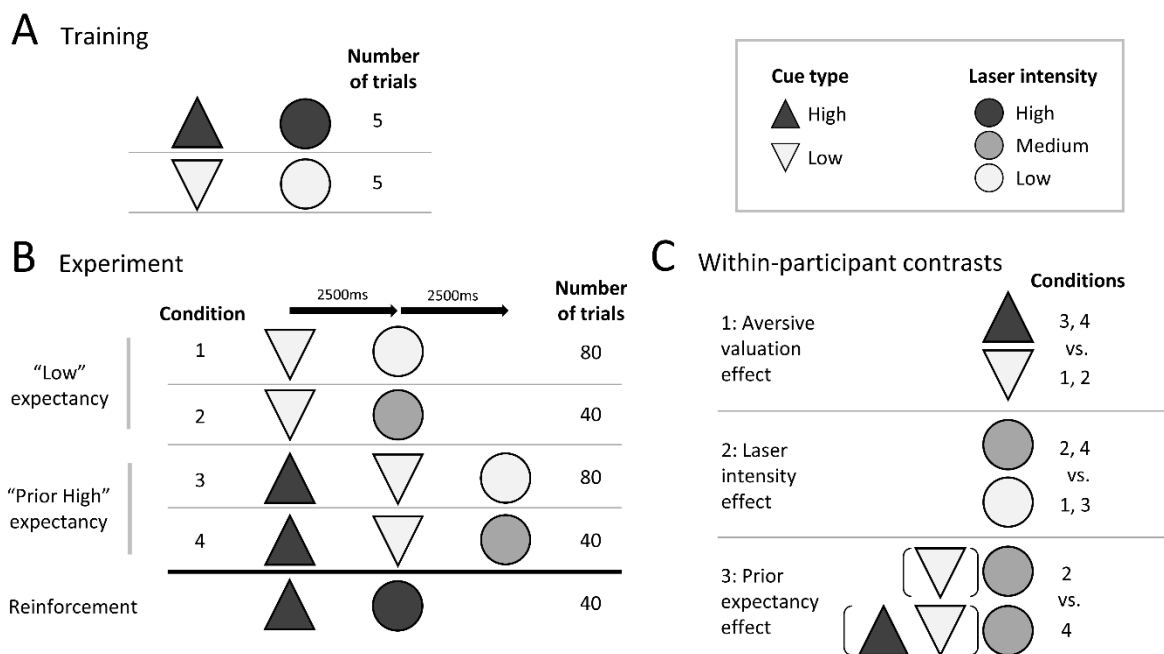 A Training
Number
of trials
5
5
Cue type
High
Low
Laser intensity
High
Medium
Low
B Experiment
Condition
2500ms
2500ms
Number
of trials
"Low"
expectancy
1
80
2
40
"Prior High"
expectancy
3
80
4
40
Reinforcement
40
C Within-participant contrasts
Conditions
1: Aversive
valuation
effect
3, 4
vs.
1, 2
2: Laser
intensity
effect
2, 4
vs.
1, 3
3: Prior
expectancy
effect
2
vs.
4